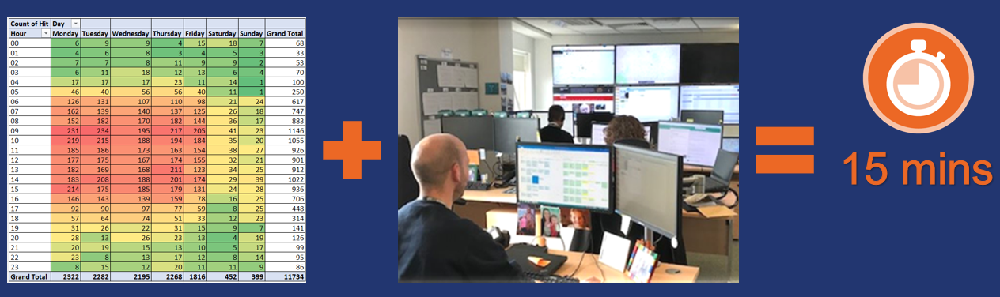 Count of Hit Day
Hour Monday Tuesday Wednesday Thursday Friday Saturday Sunday Grand Total
00 6 9 9 4 15 18 7 68
01 4 6 8 3 4 5 3 33
02 7 7 8 11 9 9 2 53
03 6 11 18 12 13 6 4 70
04 17 17 17 23 11 14 1 100
05 46 40 56 56 40 11 1 250
06 126 131 107 110 98 21 24 617
07 162 139 140 137 125 26 18 747
08 152 182 170 182 144 36 17 883
09 231 234 195 217 205 41 23 1146
10 219 215 188 194 184 35 20 1055
11 185 186 173 163 154 38 27 926
12 177 175 167 174 155 32 21 901
13 182 169 168 211 123 34 25 912
14 183 208 188 201 174 29 39 1022
15 214 175 185 179 131 24 28 936
16 146 143 139 159 78 16 25 706
17 92 90 97 77 59 8 25 448
18 57 64 74 51 33 12 23 314
19 31 26 22 31 15 9 7 141
20 28 13 26 23 13 4 19 126
21 20 19 15 13 10 5 17 99
22 23 8 13 17 12 8 14 95
23 8 15 12 20 11 11 9 86
Grand Total 2322 2282 2195 2268 1816 452 399 11734
15 mins